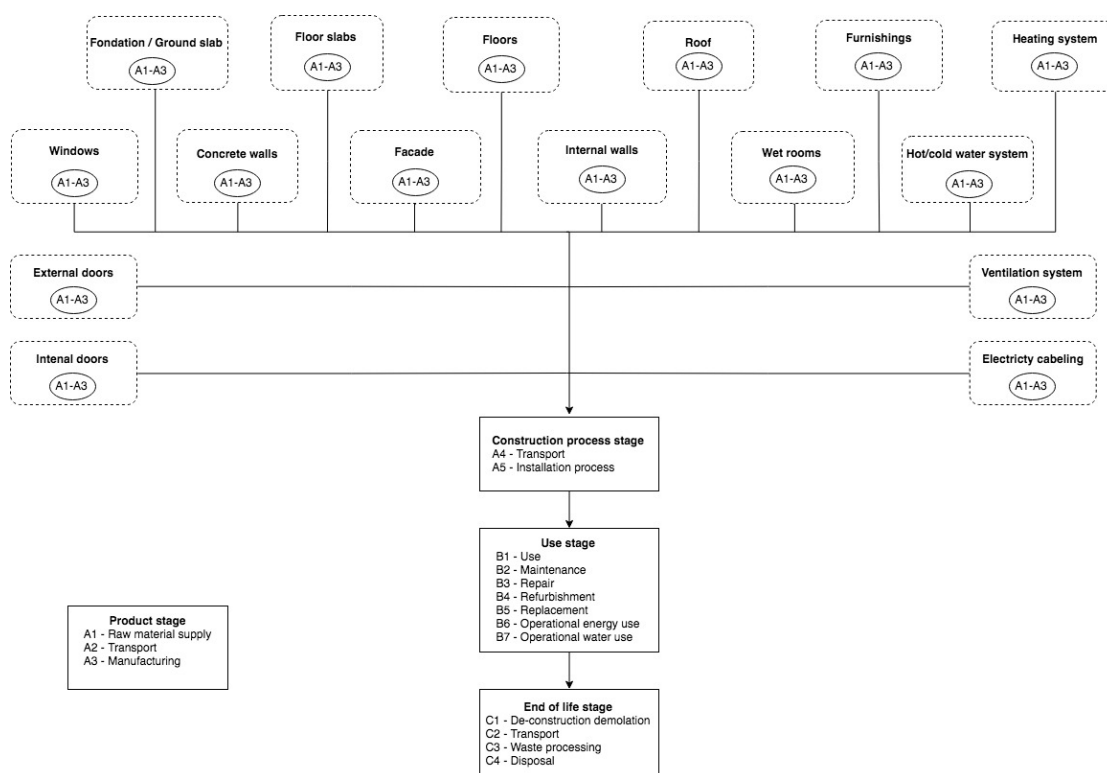 Fondation / Ground slab
A1-A3
Floor slabs
A1-A3
Floors
A1-A3
Roof
A1-A3
Furnishings
A1-A3
Heating system
A1-A3
Windows
A1-A3
Concrete walls
A1-A3
Facade
A1-A3
Internal walls
A1-A3
Wet rooms
A1-A3
Hot/cold water system
A1-A3
External doors
A1-A3
Ventilation system
A1-A3
Intenal doors
A1-A3
Electricty cabeling
A1-A3
Construction process stage
A4 - Transport
A5 - Installation process
Use stage
B1 - Use
B2 - Maintenance
B3 - Repair
B4 - Refurbishment
B5 - Replacement
B6 - Operational energy use
B7 - Operational water use
Product stage
A1 - Raw material supply
A2 - Transport
A3 - Manufacturing
End of life stage
C1 - De-construction demolation
C2 - Transport
C3 - Waste processing
C4 - Disposal